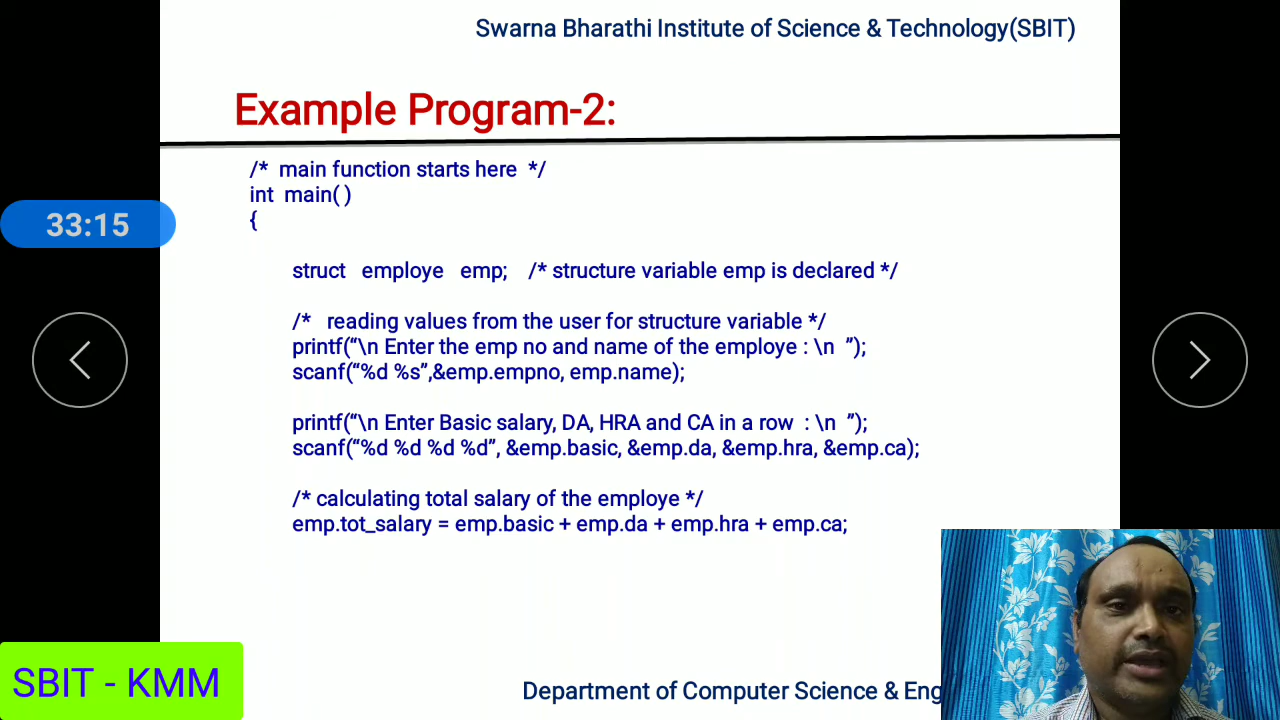 Swarna Bharathi Institute of Science & Technology(SBIT)
Example Program-2:
/* main function starts here */
int main( )
{
struct employe emp; /* structure variable emp is declared */
/* reading values from the user for structure variable */
printf(“\n Enter the emp no and name of the employe : \n ”);
scanf(“%d %s”,&emp.empno, emp.name);
printf(“\n Enter Basic salary, DA, HRA and CA in a row : \n ”);
scanf(“%d %d %d %d”, &emp.basic, &emp.da, &emp.hra, &emp.ca);
/* calculating total salary of the employe */
emp.tot_salary = emp.basic + emp.da + emp.hra + emp.ca;
33:15
SBIT - KMM
Department of Computer Science & Eng